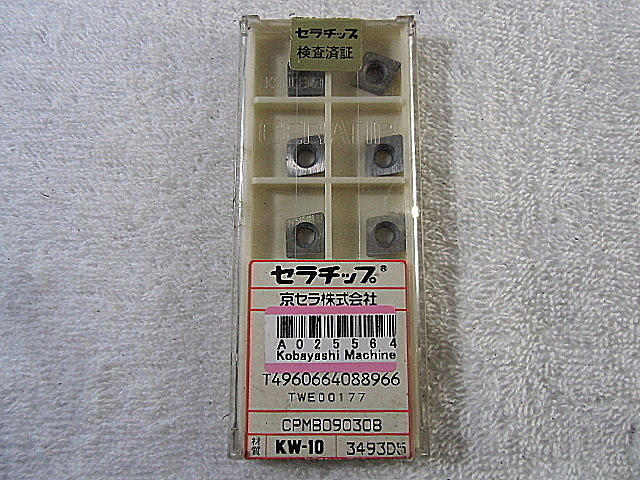 セラチップ
検査済証
CERATIP
セラチップ®
京セラ株式会社
A025564
Kobayashi Machine
T4960664088966
TWE00177
CPMB090308
材質 KW-10 3493D5